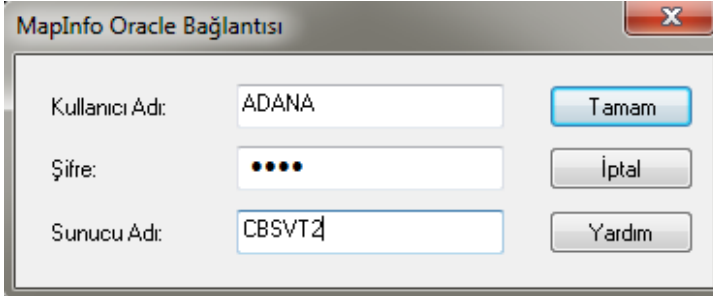 MapInfo Oracle Bağlantısı
Kullanıcı Adı: ADANA Tamam
Şifre: •••• İptal
Sunucu Adı: CBSVT2 Yardım